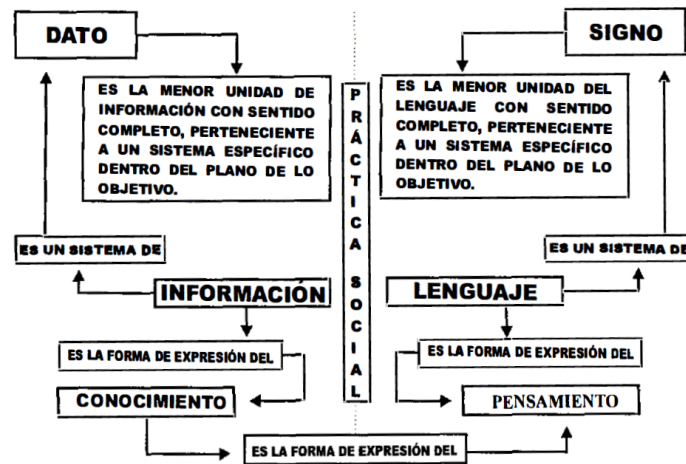 DATO
SIGNO
ES LA MENOR UNIDAD DE
INFORMACIÓN CON SENTIDO
COMPLETO, PERTENECIENTE
A UN SISTEMA ESPECÍFICO
DENTRO DEL PLANO DE LO
OBJETIVO.
PRÁCTICA SOCIAL
ES LA MENOR UNIDAD DEL
LENGUAJE CON SENTIDO
COMPLETO, PERTENECIENTE
A UN SISTEMA ESPECÍFICO
DENTRO DEL PLANO DE LO
OBJETIVO.
ES UN SISTEMA DE
ES UN SISTEMA DE
INFORMACIÓN
LENGUAJE
ES LA FORMA DE EXPRESIÓN DEL
ES LA FORMA DE EXPRESIÓN DEL
CONOCIMIENTO
PENSAMIENTO
ES LA FORMA DE EXPRESIÓN DEL